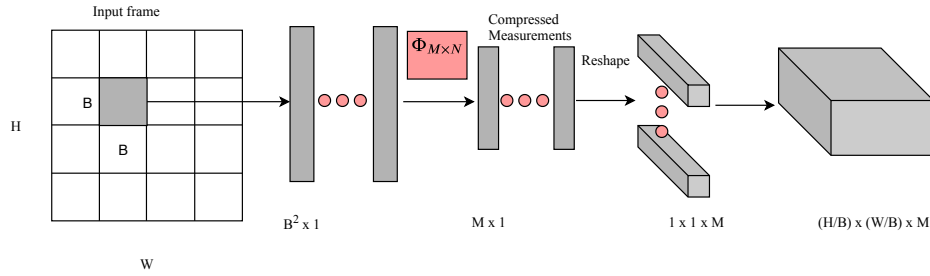 Input frame
H
B
B
W
B² x 1
Φ_{M×N}
Compressed
Measurements
M x 1
Reshape
1 x 1 x M
(H/B) x (W/B) x M